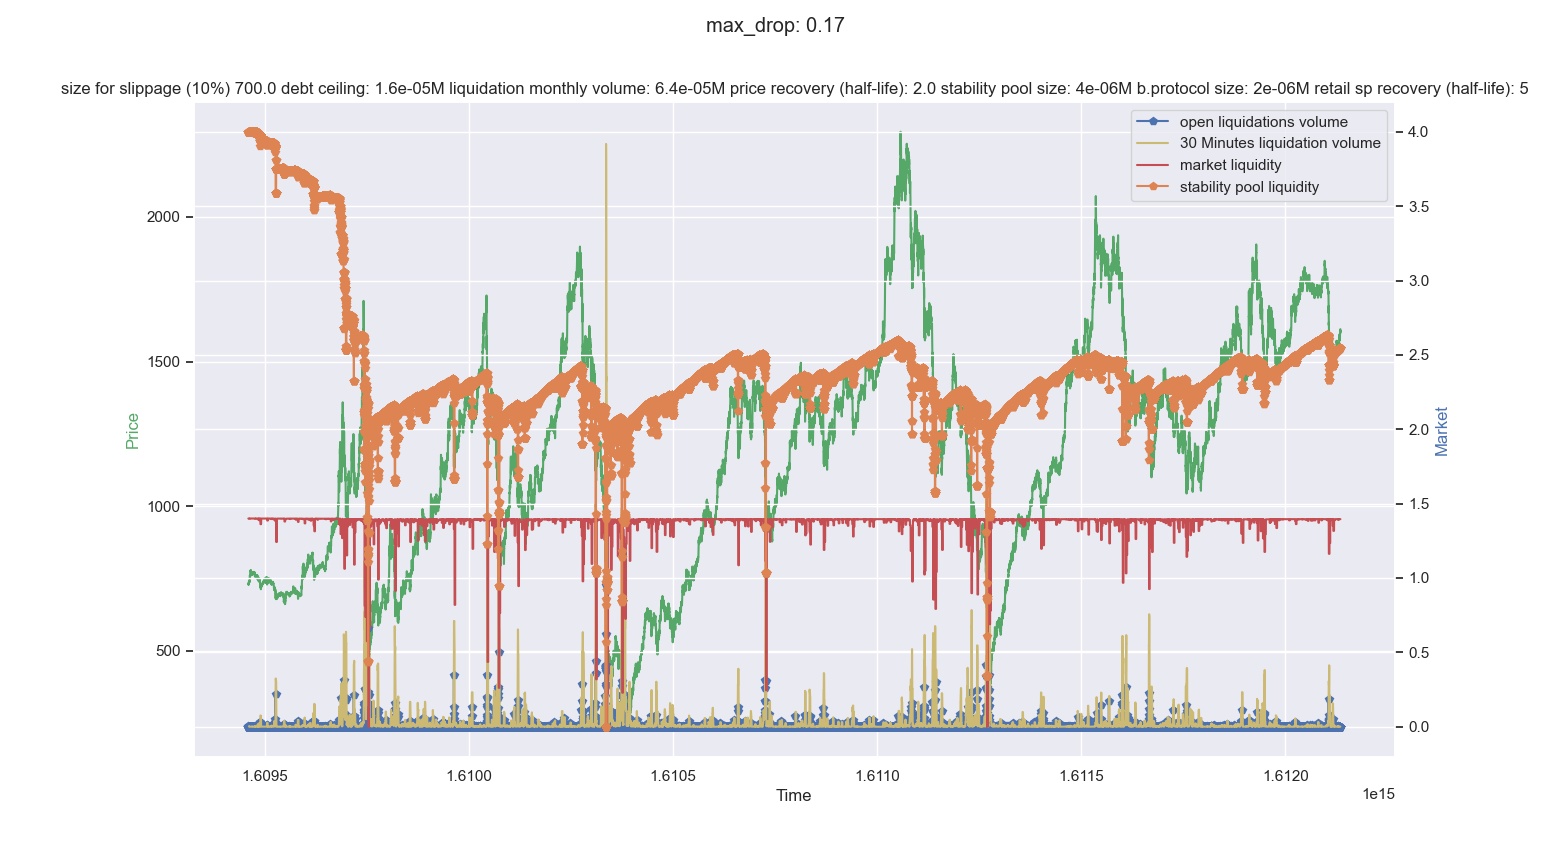 max_drop: 0.17
size for slippage (10%) 700.0 debt ceiling: 1.6e-05M liquidation monthly volume: 6.4e-05M price recovery (half-life): 2.0 stability pool size: 4e-06M b.protocol size: 2e-06M retail sp recovery (half-life): 5
open liquidations volume
30 Minutes liquidation volume
market liquidity
stability pool liquidity
Price
2000
1500
1000
500
4.0
3.5
3.0
2.5
2.0
1.5
1.0
0.5
0.0
Market
1.6095 1.6100 1.6105 1.6110 1.6115 1.6120
Time
1e15